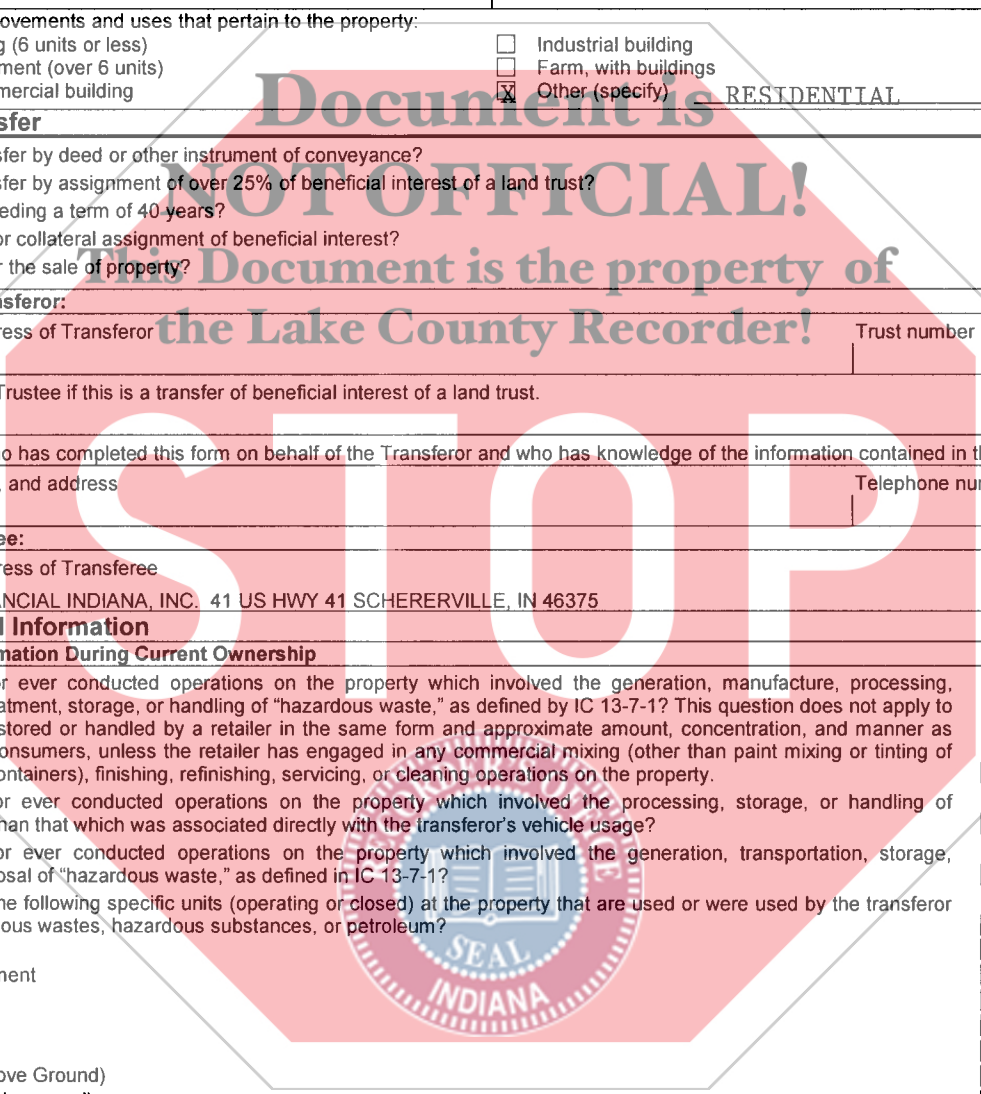 ovements and uses that pertain to the property:
g (6 units or less)
ment (over 6 units)
mercial building
☐ Industrial building
☐ Farm, with buildings
☒ Other (specify) RESIDENTIAL
sfer
sfer by deed or other instrument of conveyance?
sfer by assignment of over 25% of beneficial interest of a land trust?
eding a term of 40 years?
or collateral assignment of beneficial interest?
r the sale of property?
Document is
NOT OFFICIAL!
This Document is the property of
the Lake County Recorder!
STOP
nsferor:
ress of Transferor
Trust number
Trustee if this is a transfer of beneficial interest of a land trust.
o has completed this form on behalf of the Transferor and who has knowledge of the information contained in th
, and address
Telephone num
ee:
ress of Transferee
NCIAL INDIANA, INC. 41 US HWY 41 SCHERERVILLE, IN 46375
l Information
mation During Current Ownership
r ever conducted operations on the property which involved the generation, manufacture, processing,
atment, storage, or handling of "hazardous waste," as defined by IC 13-7-1? This question does not apply to
stored or handled by a retailer in the same form and approximate amount, concentration, and manner as
onsumers, unless the retailer has engaged in any commercial mixing (other than paint mixing or tinting of
ontainers), finishing, refinishing, servicing, or cleaning operations on the property.
or ever conducted operations on the property which involved the processing, storage, or handling of
han that which was associated directly with the transferor's vehicle usage?
or ever conducted operations on the property which involved the generation, transportation, storage,
osal of "hazardous waste," as defined in IC 13-7-1?
he following specific units (operating or closed) at the property that are used or were used by the transferor
ous wastes, hazardous substances, or petroleum?
ment
ove Ground)
RECORDER'S OFFICE
SEAL
INDIANA